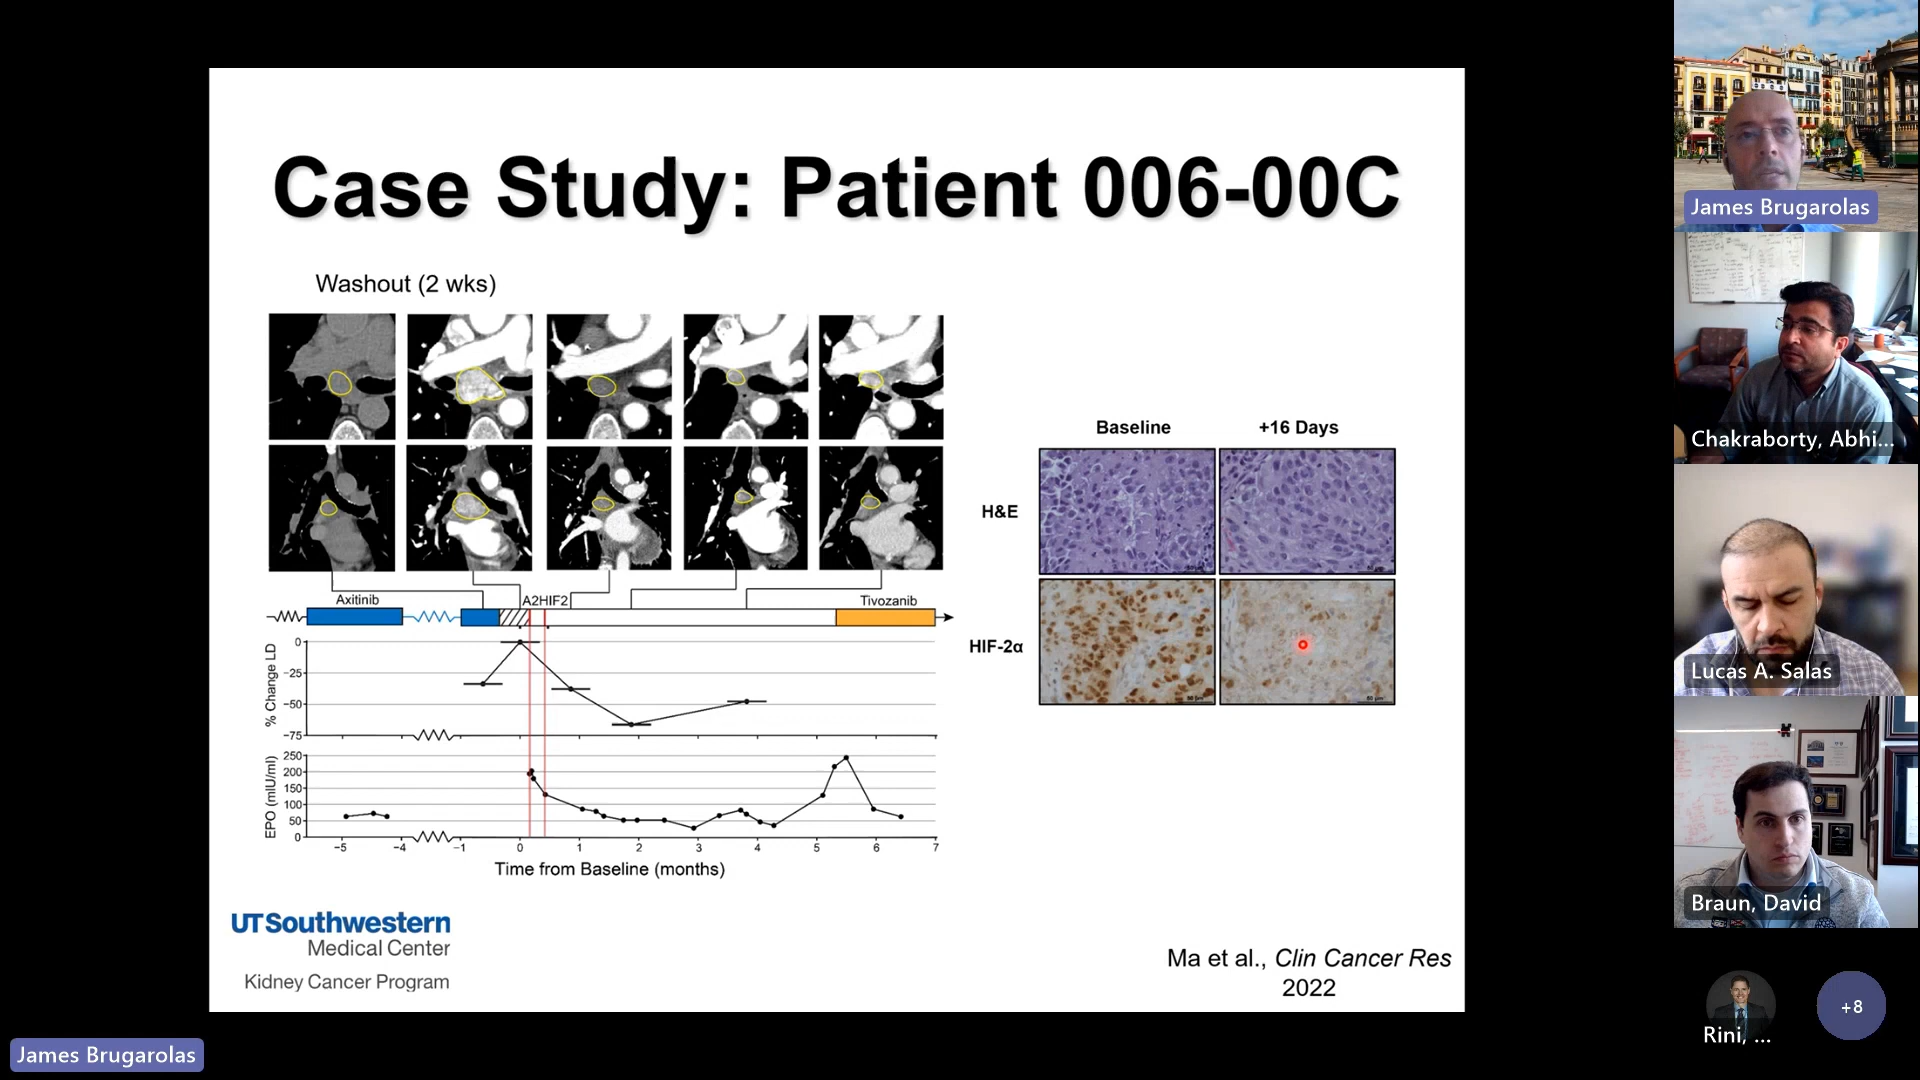 Case Study: Patient 006-00C
Washout (2 wks)
Baseline
+16 Days
H&E
HIF-2α
Axitinib
A2HIF2
Tivozanib
% Change LD
0
−25
−50
−75
EPO (mIU/ml)
250
200
150
100
50
0
−5
−4
−1
0
1
2
3
4
5
6
7
Time from Baseline (months)
UTSouthwestern
Medical Center
Kidney Cancer Program
Ma et al., Clin Cancer Res
2022
James Brugarolas
James Brugarolas
Chakraborty, Abhi...
Lucas A. Salas
Braun, David
Rini, ...
+8